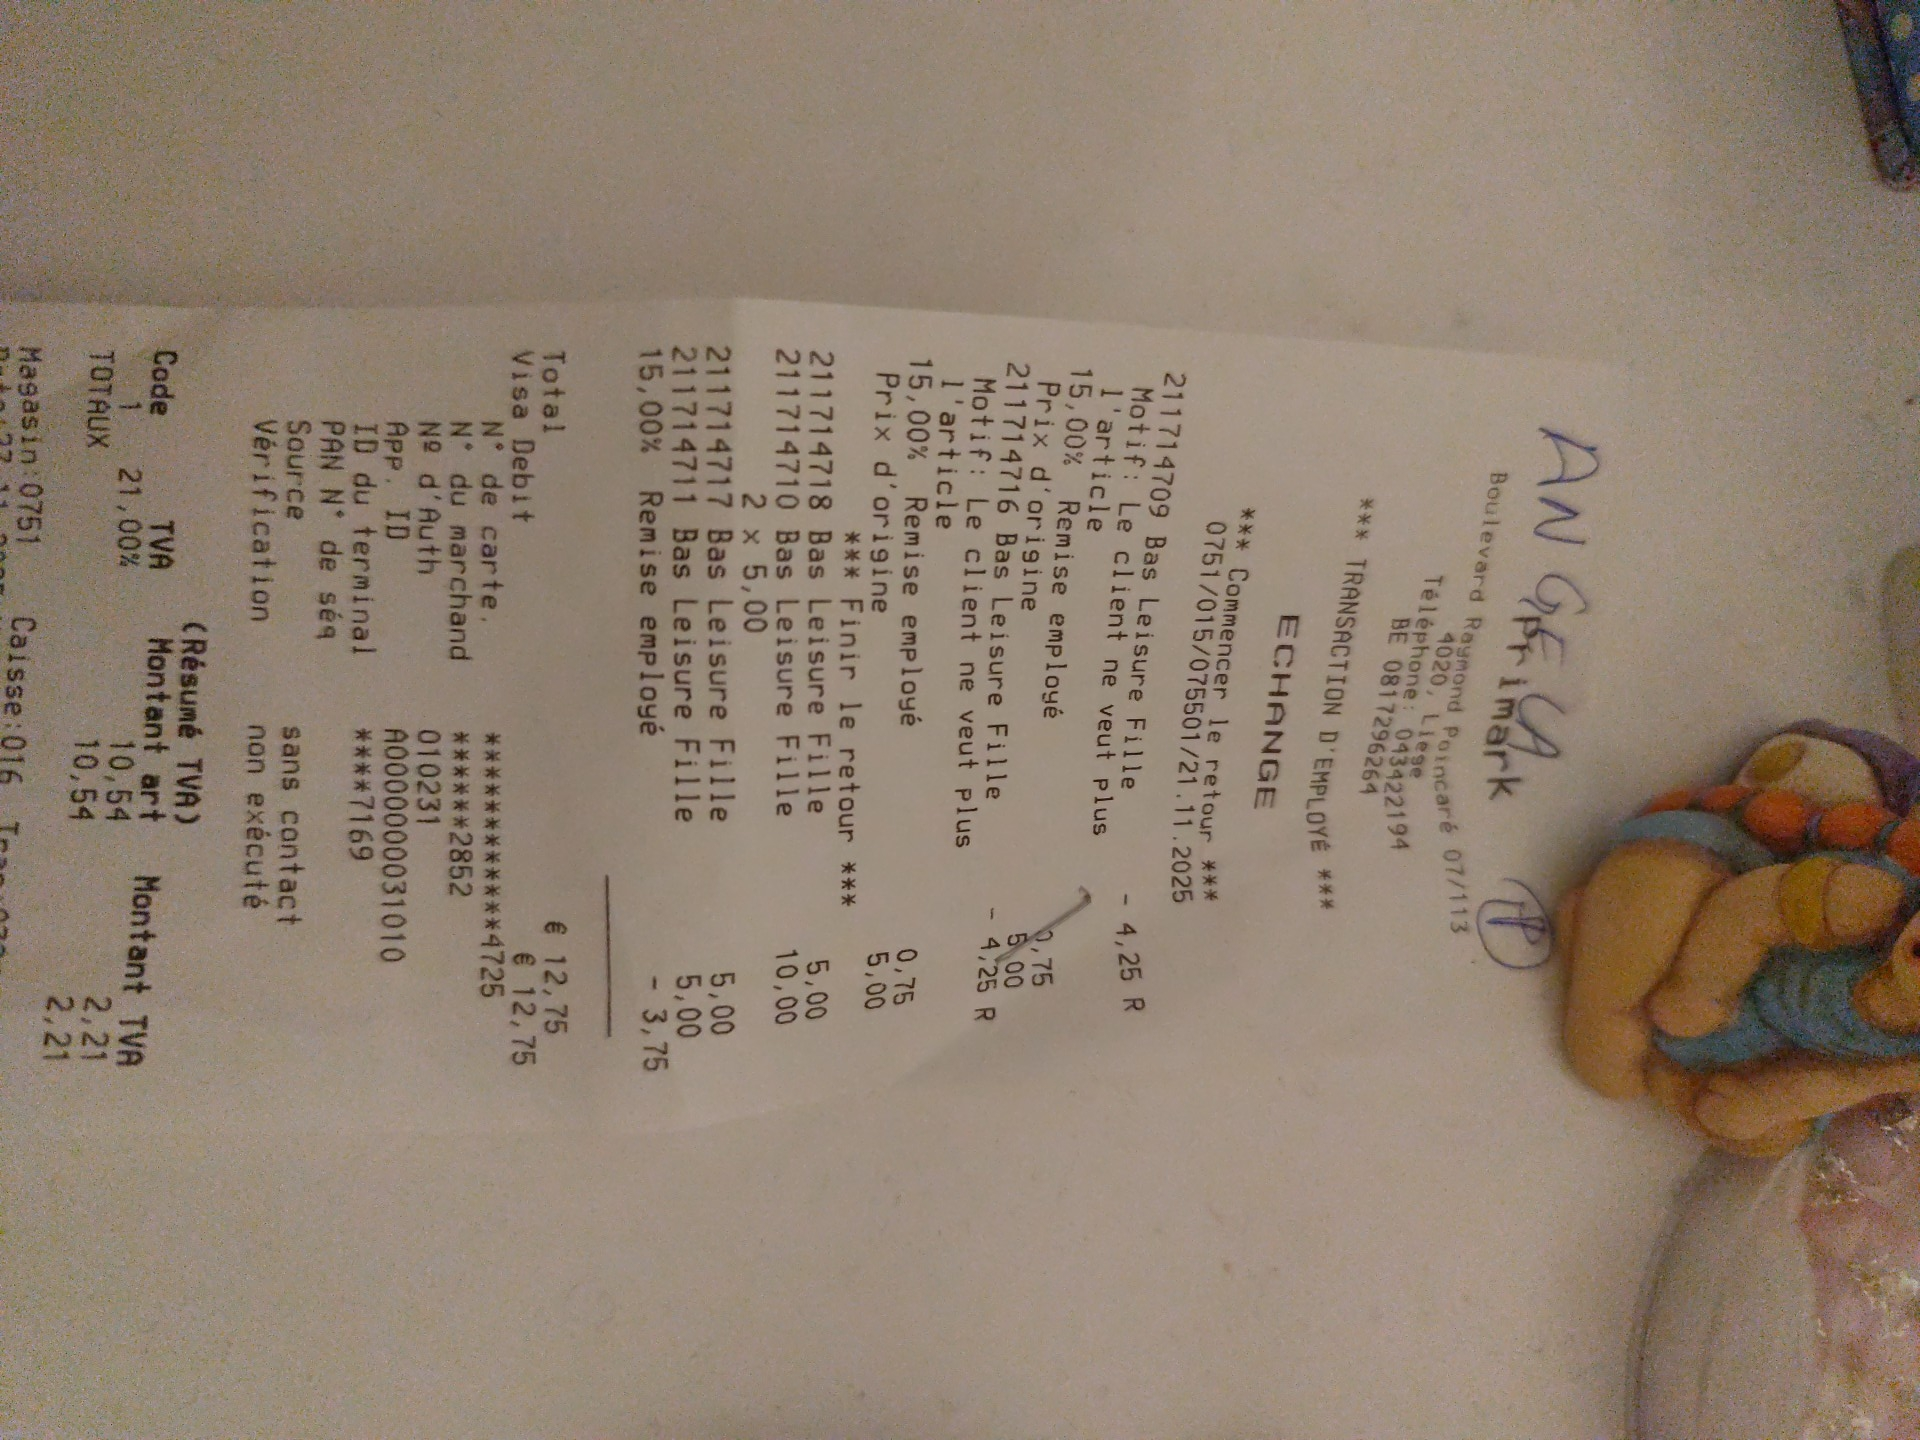 ANGELA
Primark
Boulevard Raymond Poincaré 07/113
4020, Liege
Téléphone: 043422194
BE 0817296264
*** TRANSACTION D'EMPLOYÉ ***
ECHANGE
*** Commencer le retour ***
0751/015/075501/21.11.2025
211714709 Bas Leisure Fille - 4,25 R
Motif: Le client ne veut plus
l'article
15,00% Remise employé 0,75
Prix d'origine 5,00
211714716 Bas Leisure Fille - 4,25 R
Motif: Le client ne veut plus
l'article
15,00% Remise employé 0,75
Prix d'origine 5,00
*** Finir le retour ***
211714718 Bas Leisure Fille 5,00
211714710 Bas Leisure Fille 10,00
2 x 5,00
211714717 Bas Leisure Fille 5,00
211714711 Bas Leisure Fille 5,00
15,00% Remise employé - 3,75
Total € 12,75
Visa Debit € 12,75
N° de carte. ************4725
N° du marchand *****2852
Nº d'Auth 010231
App. ID A0000000031010
ID du terminal ****7169
PAN N° de séq
Source sans contact
Vérification non exécuté
(Résumé TVA)
Code TVA Montant art Montant TVA
1 21,00% 10,54 2,21
TOTAUX 10,54 2,21
Magasin:0751 Caisse:016